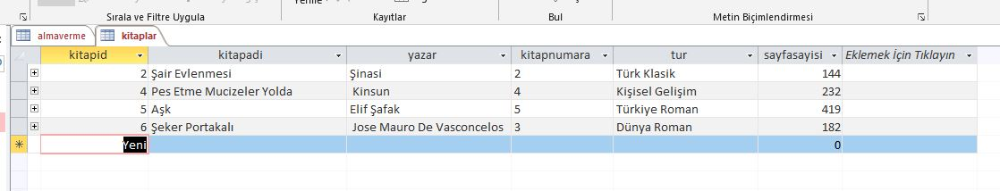 Sırala ve Filtre Uygula Kayıtlar Bul Metin Biçimlendirmesi
almaverme kitaplar
kitapid kitapadi yazar kitapnumara tur sayfasayisi Eklemek İçin Tıklayın
2 Şair Evlenmesi Şinasi 2 Türk Klasik 144
4 Pes Etme Mucizeler Yolda Kinsun 4 Kişisel Gelişim 232
5 Aşk Elif Şafak 5 Türkiye Roman 419
6 Şeker Portakalı Jose Mauro De Vasconcelos 3 Dünya Roman 182
Yeni 0